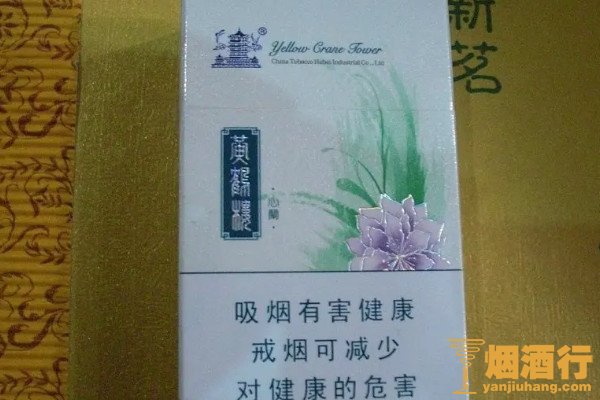 Yellow Crane Tower
China Tobacco Hubei Industrial Co., Ltd
新茗
黄鹤楼
·心蘭·
吸烟有害健康
戒烟可减少
对健康的危害
烟酒行
yanjiuhang.com